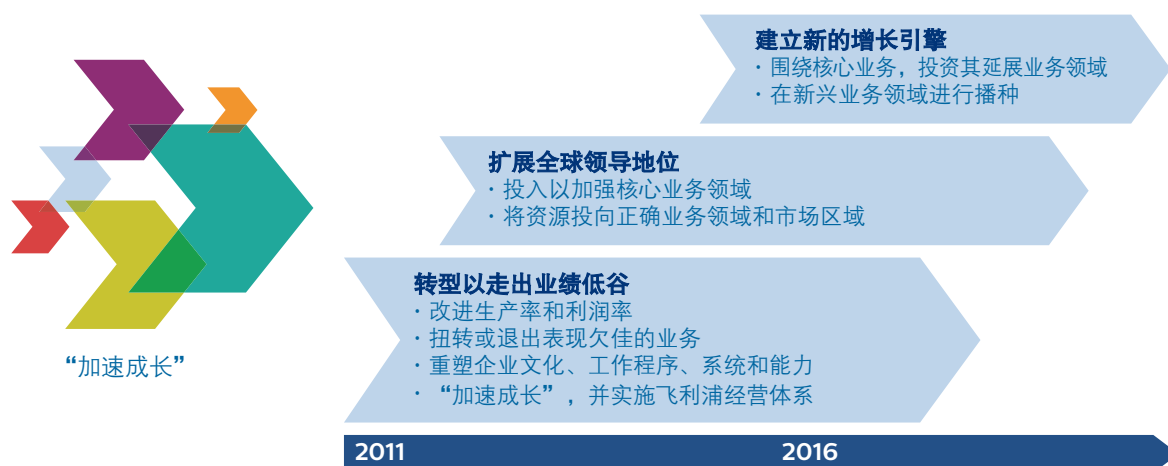 建立新的增长引擎
· 围绕核心业务，投资其延展业务领域
· 在新兴业务领域进行播种
扩展全球领导地位
· 投入以加强核心业务领域
· 将资源投向正确业务领域和市场区域
转型以走出业绩低谷
· 改进生产率和利润率
· 扭转或退出表现欠佳的业务
· 重塑企业文化、工作程序、系统和能力
· “加速成长”，并实施飞利浦经营体系
“加速成长”
2011
2016